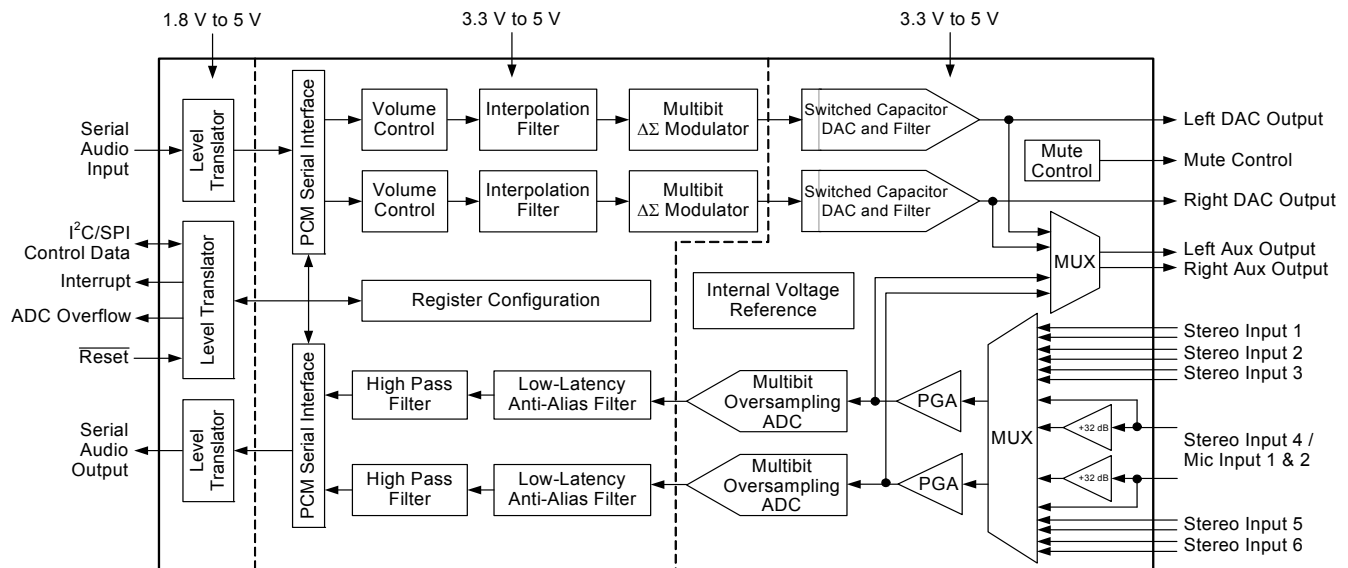 1.8 V to 5 V
3.3 V to 5 V
3.3 V to 5 V
Serial
Audio
Input
Level
Translator
PCM Serial Interface
Volume
Control
Interpolation
Filter
Multibit
ΔΣ Modulator
Switched Capacitor
DAC and Filter
Left DAC Output
Mute
Control
Mute Control
Volume
Control
Interpolation
Filter
Multibit
ΔΣ Modulator
Switched Capacitor
DAC and Filter
Right DAC Output
I²C/SPI
Control Data
Interrupt
ADC Overflow
Reset
Level Translator
Register Configuration
Internal Voltage
Reference
MUX
Left Aux Output
Right Aux Output
Serial
Audio
Output
Level
Translator
PCM Serial Interface
High Pass
Filter
Low-Latency
Anti-Alias Filter
Multibit
Oversampling
ADC
PGA
MUX
Stereo Input 1
Stereo Input 2
Stereo Input 3
+32 dB
Stereo Input 4 /
Mic Input 1 & 2
+32 dB
High Pass
Filter
Low-Latency
Anti-Alias Filter
Multibit
Oversampling
ADC
PGA
Stereo Input 5
Stereo Input 6